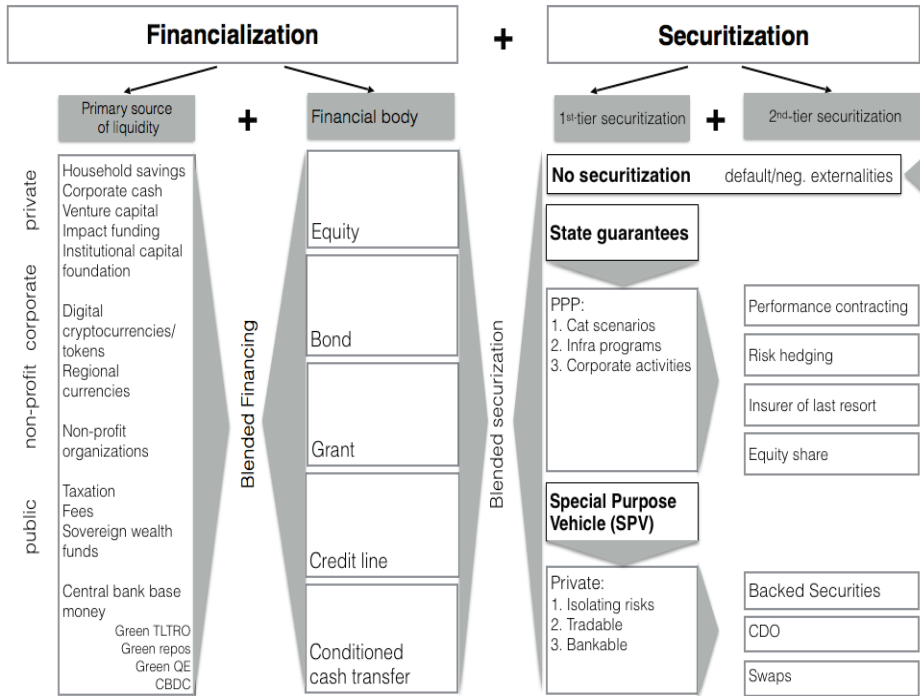 Financialization
+
Securitization
Primary source
of liquidity
+
Financial body
1st-tier securitization
+
2nd-tier securitization
private
corporate
non-profit
public
Household savings
Corporate cash
Venture capital
Impact funding
Institutional capital
foundation
Digital
cryptocurrencies/
tokens
Regional
currencies
Non-profit
organizations
Taxation
Fees
Sovereign wealth
funds
Central bank base
money
Green TLTRO
Green repos
Green QE
CBDC
Blended Financing
Equity
Bond
Grant
Credit line
Conditioned
cash transfer
Blended securization
No securitization default/neg. externalities
State guarantees
PPP:
1. Cat scenarios
2. Infra programs
3. Corporate activities
Performance contracting
Risk hedging
Insurer of last resort
Equity share
Special Purpose
Vehicle (SPV)
Private:
1. Isolating risks
2. Tradable
3. Bankable
Backed Securities
CDO
Swaps